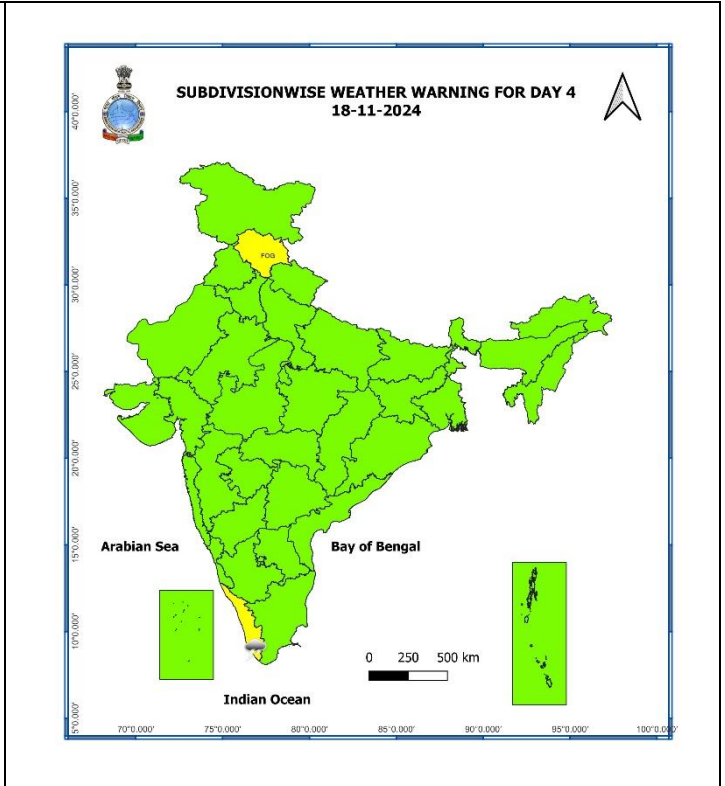 SUBDIVISIONWISE WEATHER WARNING FOR DAY 4
18-11-2024
40°0.000'
35°0.000'
FOG
30°0.000'
25°0.000'
20°0.000'
15°0.000'
Arabian Sea
Bay of Bengal
10°0.000'
0 250 500 km
Indian Ocean
5°0.000'
70°0.000' 75°0.000' 80°0.000' 85°0.000' 90°0.000' 95°0.000' 100°0.000'